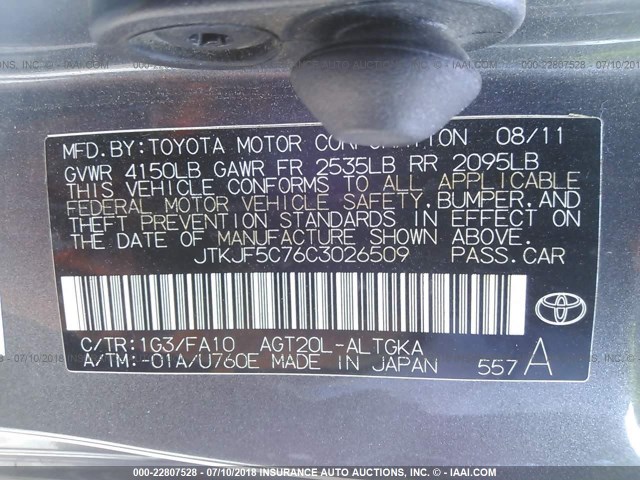 MFD.BY:TOYOTA MOTOR CORPORATION 08/11
GVWR 4150LB GAWR FR 2535LB RR 2095LB
THIS VEHICLE CONFORMS TO ALL APPLICABLE
FEDERAL MOTOR VEHICLE SAFETY,BUMPER,AND
THEFT PREVENTION STANDARDS IN EFFECT ON
THE DATE OF MANUFACTURE SHOWN ABOVE.
JTKJF5C76C3026509 PASS.CAR
C/TR:1G3/FA10 AGT20L-ALTGKA
A/TM:-01A/U760E MADE IN JAPAN 557 A
000-22807528 - 07/10/2018 - INSURANCE AUTO AUCTIONS, INC. - © - IAAI.COM